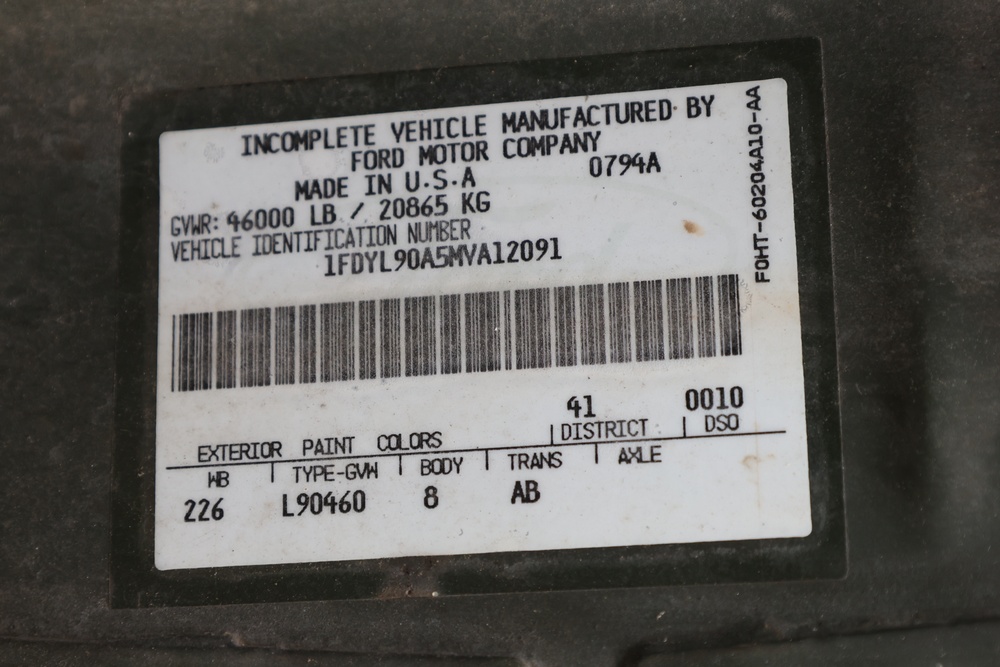 INCOMPLETE VEHICLE MANUFACTURED BY
FORD MOTOR COMPANY
0794A
MADE IN U.S.A
GVWR: 46000 LB / 20865 KG
VEHICLE IDENTIFICATION NUMBER
1FDYL90A5MVA12091
F0HT-60204A10-AA
41 0010
EXTERIOR PAINT COLORS DISTRICT DSO
WB TYPE-GVW BODY TRANS AXLE
226 L90460 8 AB